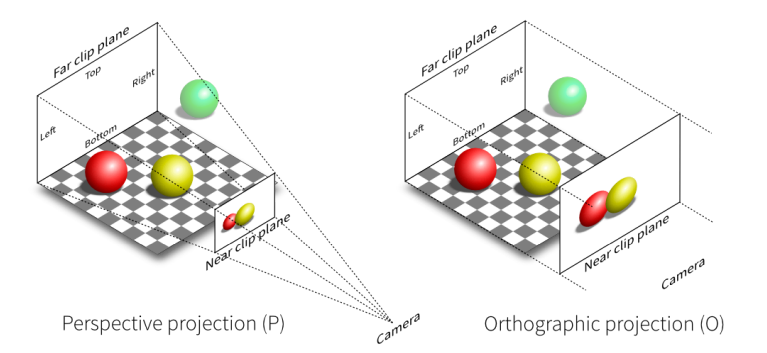 Far clip plane
Top
Right
Left
Bottom
Near clip plane
Camera
Perspective projection (P)
Far clip plane
Top
Right
Left
Bottom
Near clip plane
Camera
Orthographic projection (O)